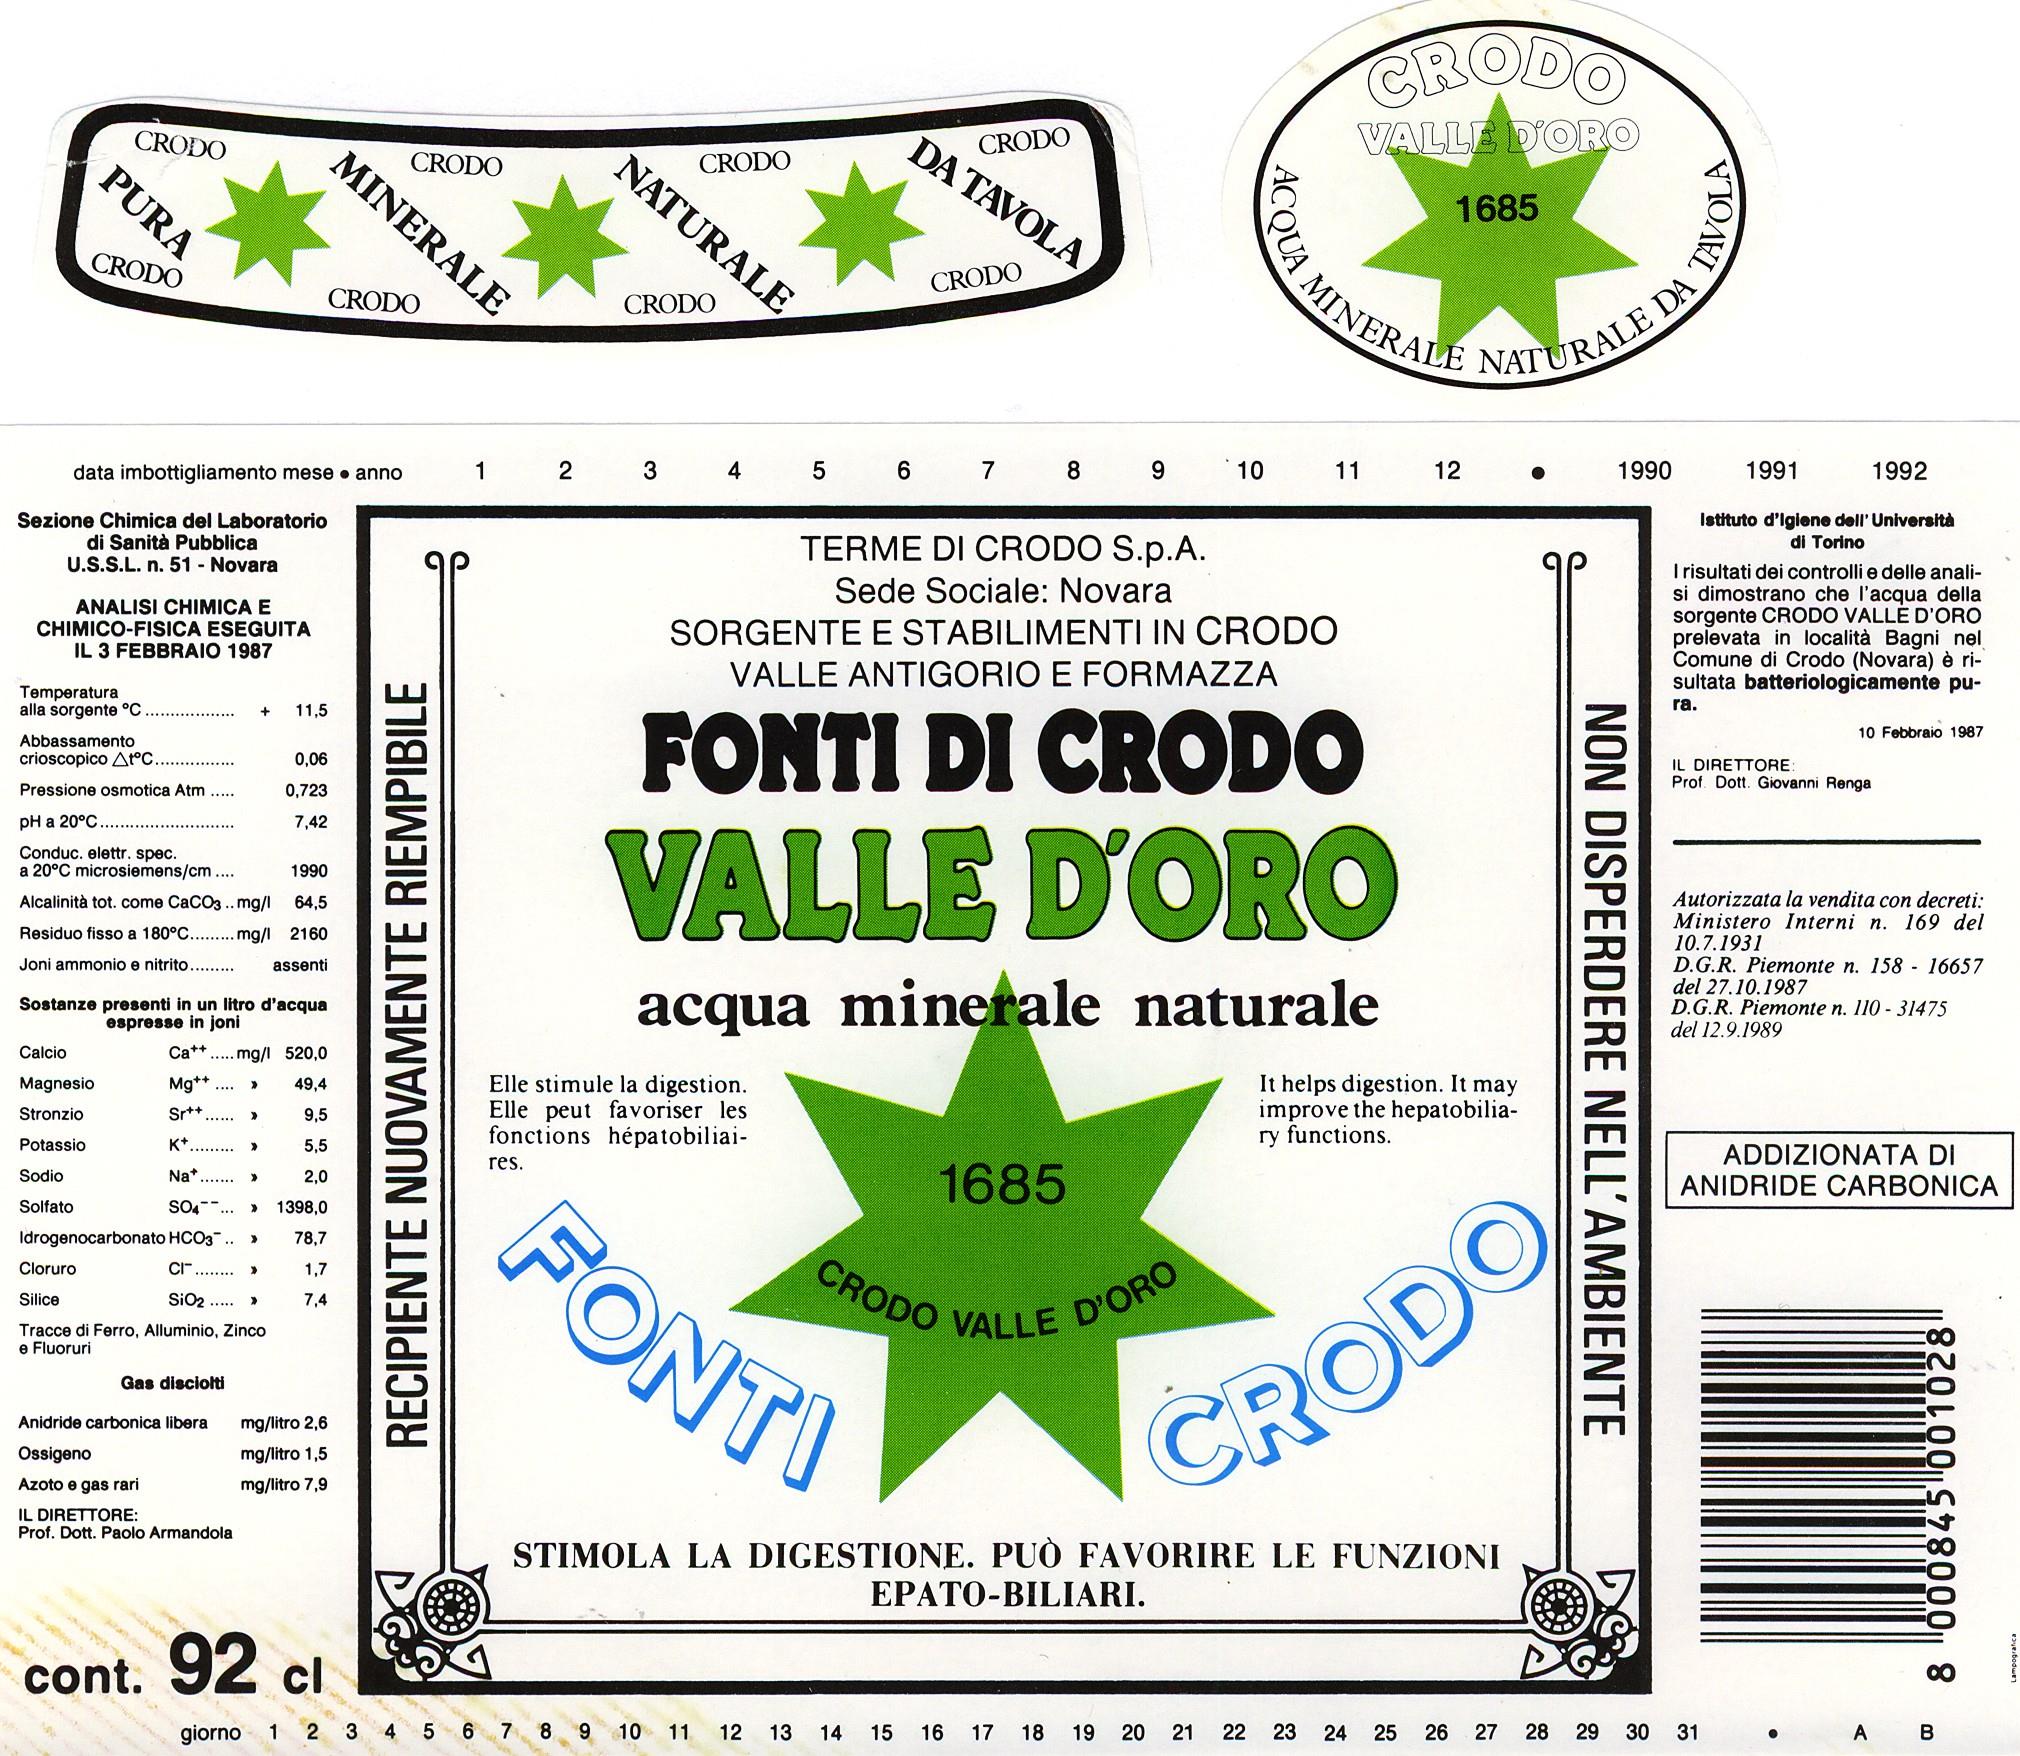 CRODO CRODO CRODO CRODO
PURA MINERALE NATURALE DA TAVOLA
CRODO CRODO CRODO CRODO
CRODO
VALLE D'ORO
1685
ACQUA MINERALE NATURALE DA TAVOLA
data imbottigliamento mese • anno 1 2 3 4 5 6 7 8 9 10 11 12 • 1990 1991 1992
Sezione Chimica del Laboratorio
di Sanità Pubblica
U.S.S.L. n. 51 - Novara
ANALISI CHIMICA E
CHIMICO-FISICA ESEGUITA
IL 3 FEBBRAIO 1987
Temperatura
alla sorgente °C .................. + 11,5
Abbassamento
crioscopico △t°C................ 0,06
Pressione osmotica Atm ..... 0,723
pH a 20°C........................... 7,42
Conduc. elettr. spec.
a 20°C microsiemens/cm .... 1990
Alcalinità tot. come CaCO₃ .. mg/l 64,5
Residuo fisso a 180°C......... mg/l 2160
Joni ammonio e nitrito......... assenti
Sostanze presenti in un litro d'acqua
espresse in joni
Calcio Ca⁺⁺ ..... mg/l 520,0
Magnesio Mg⁺⁺ .... » 49,4
Stronzio Sr⁺⁺...... » 9,5
Potassio K⁺......... » 5,5
Sodio Na⁺....... » 2,0
Solfato SO₄⁻⁻... » 1398,0
Idrogenocarbonato HCO₃⁻ .. » 78,7
Cloruro Cl⁻........ » 1,7
Silice SiO₂ ..... » 7,4
Tracce di Ferro, Alluminio, Zinco
e Fluoruri
Gas disciolti
Anidride carbonica libera mg/litro 2,6
Ossigeno mg/litro 1,5
Azoto e gas rari mg/litro 7,9
IL DIRETTORE:
Prof. Dott. Paolo Armandola
cont. 92 cl
RECIPIENTE NUOVAMENTE RIEMPIBILE
TERME DI CRODO S.p.A.
Sede Sociale: Novara
SORGENTE E STABILIMENTI IN CRODO
VALLE ANTIGORIO E FORMAZZA
FONTI DI CRODO
VALLE D'ORO
acqua minerale naturale
Elle stimule la digestion.
Elle peut favoriser les
fonctions hépatobiliai-
res.
It helps digestion. It may
improve the hepatobilia-
ry functions.
1685
CRODO VALLE D'ORO
FONTI CRODO
STIMOLA LA DIGESTIONE. PUÒ FAVORIRE LE FUNZIONI
EPATO-BILIARI.
NON DISPERDERE NELL'AMBIENTE
Istituto d'Igiene dell'Università
di Torino
I risultati dei controlli e delle anali-
si dimostrano che l'acqua della
sorgente CRODO VALLE D'ORO
prelevata in località Bagni nel
Comune di Crodo (Novara) è ri-
sultata batteriologicamente pu-
ra.
10 Febbraio 1987
IL DIRETTORE:
Prof. Dott. Giovanni Renga
Autorizzata la vendita con decreti:
Ministero Interni n. 169 del
10.7.1931
D.G.R. Piemonte n. 158 - 16657
del 27.10.1987
D.G.R. Piemonte n. 110 - 31475
del 12.9.1989
ADDIZIONATA DI
ANIDRIDE CARBONICA
8 000845 001028
Lampografica
giorno 1 2 3 4 5 6 7 8 9 10 11 12 13 14 15 16 17 18 19 20 21 22 23 24 25 26 27 28 29 30 31 • A B